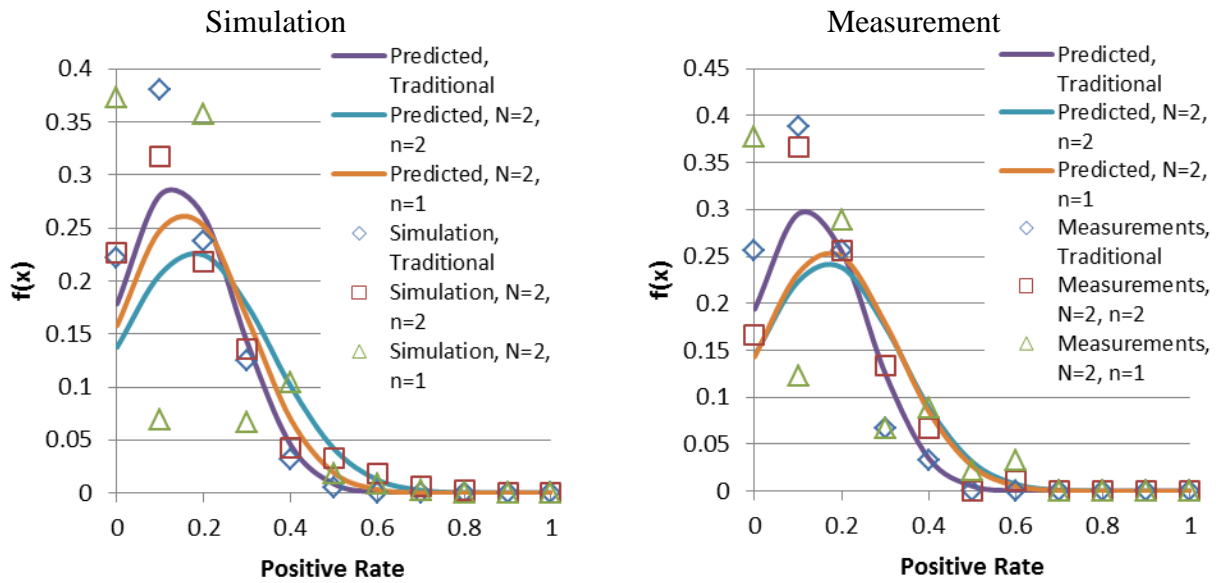 Simulation
f(x)
0.4
0.35
0.3
0.25
0.2
0.15
0.1
0.05
0
0 0.2 0.4 0.6 0.8 1
Positive Rate
Predicted,
Traditional
Predicted, N=2,
n=2
Predicted, N=2,
n=1
Simulation,
Traditional
Simulation, N=2,
n=2
Simulation, N=2,
n=1
Measurement
f(x)
0.45
0.4
0.35
0.3
0.25
0.2
0.15
0.1
0.05
0
0 0.2 0.4 0.6 0.8 1
Positive Rate
Predicted,
Traditional
Predicted, N=2,
n=2
Predicted, N=2,
n=1
Measurements,
Traditional
Measurements,
N=2, n=2
Measurements,
N=2, n=1